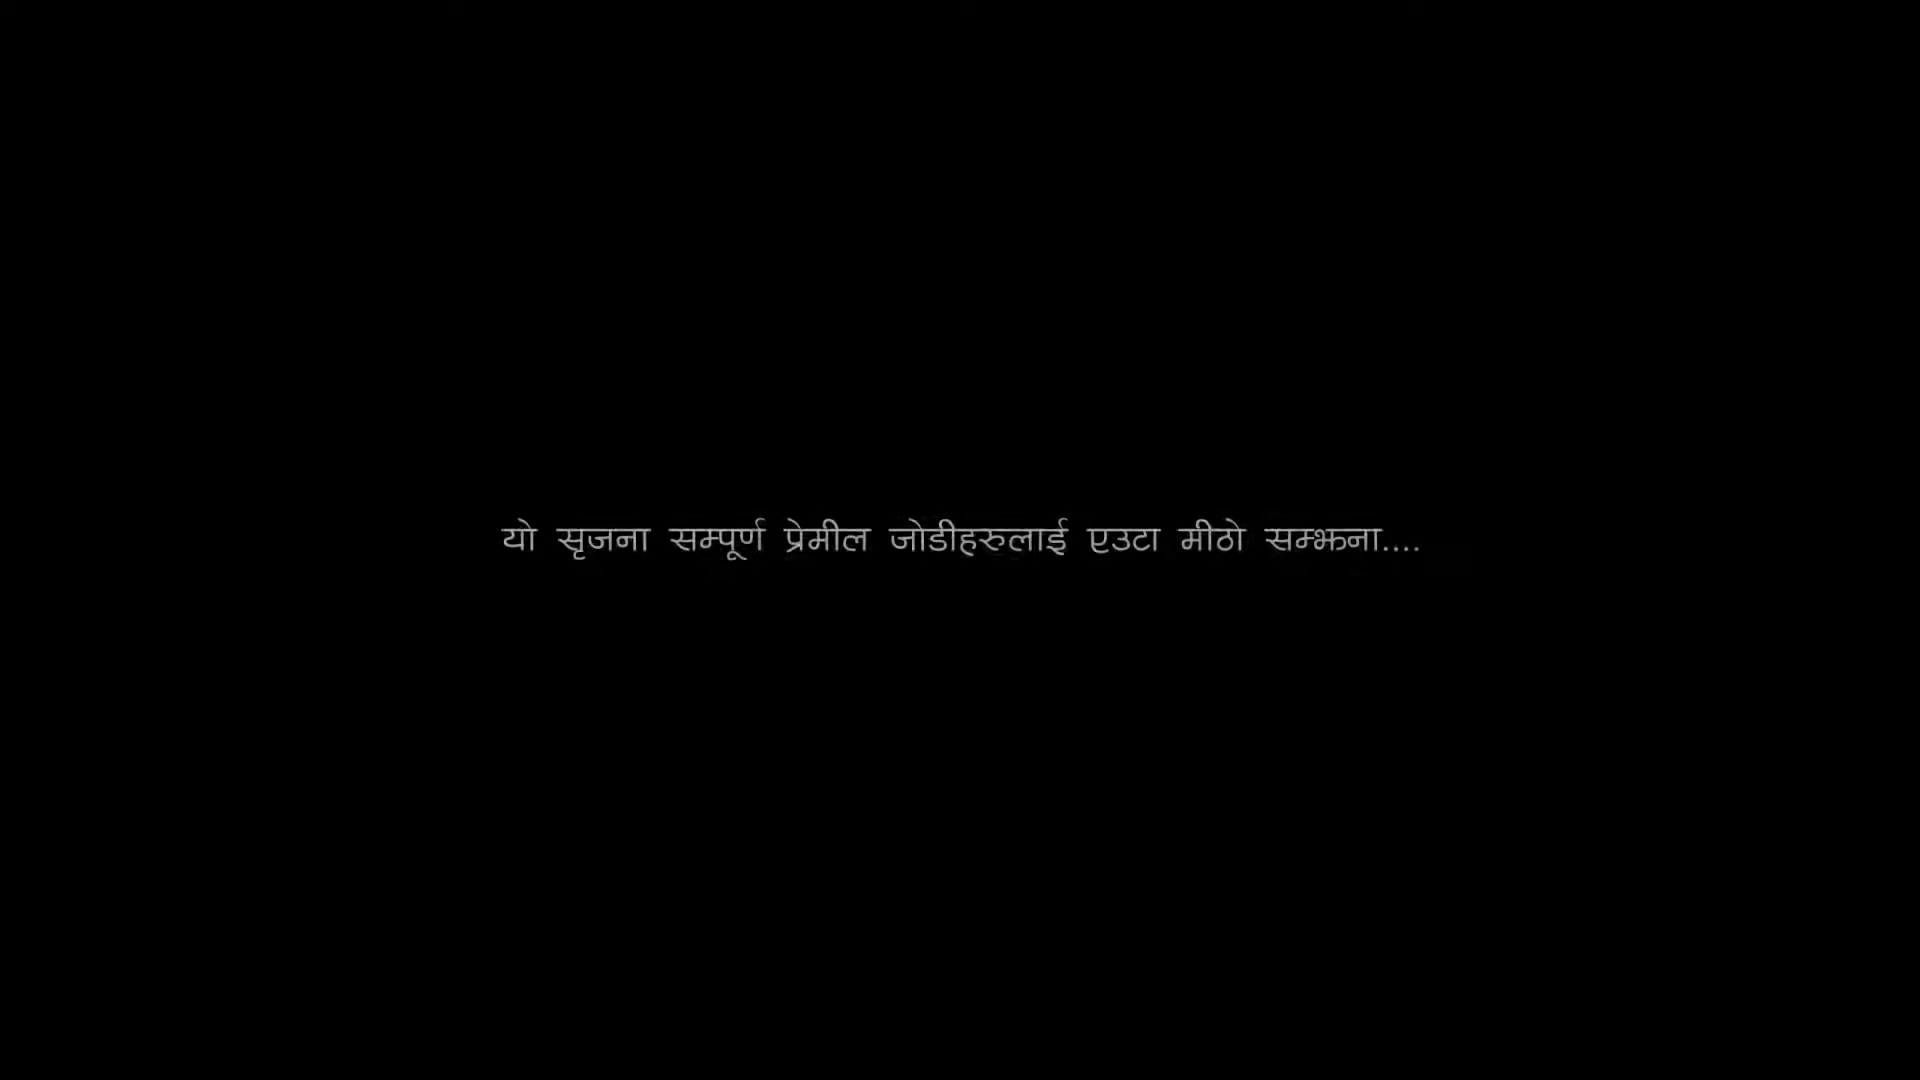 यो सृजना सम्पूर्ण प्रेमील जोडीहरुलाई एउटा मीठो सम्झना....